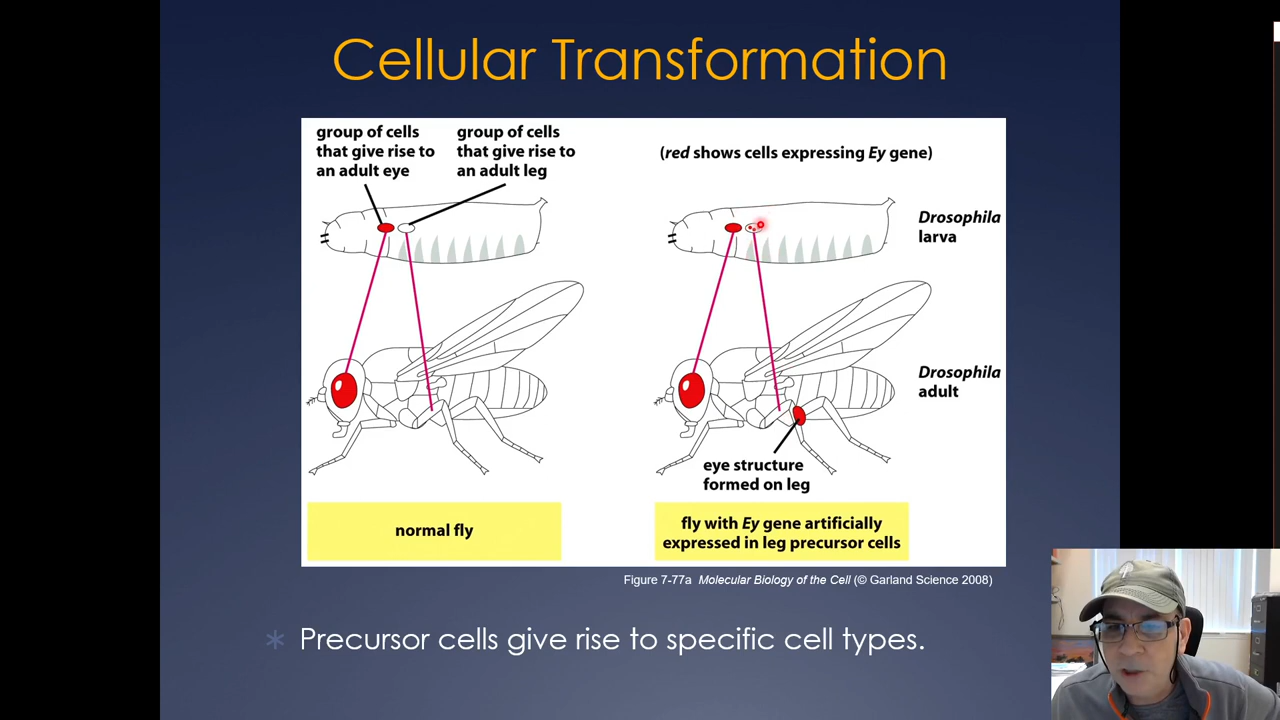 Cellular Transformation
group of cells
that give rise to
an adult eye
group of cells
that give rise to
an adult leg
(red shows cells expressing Ey gene)
Drosophila
larva
Drosophila
adult
eye structure
formed on leg
normal fly
fly with Ey gene artificially
expressed in leg precursor cells
Figure 7-77a Molecular Biology of the Cell (© Garland Science 2008)
Precursor cells give rise to specific cell types.